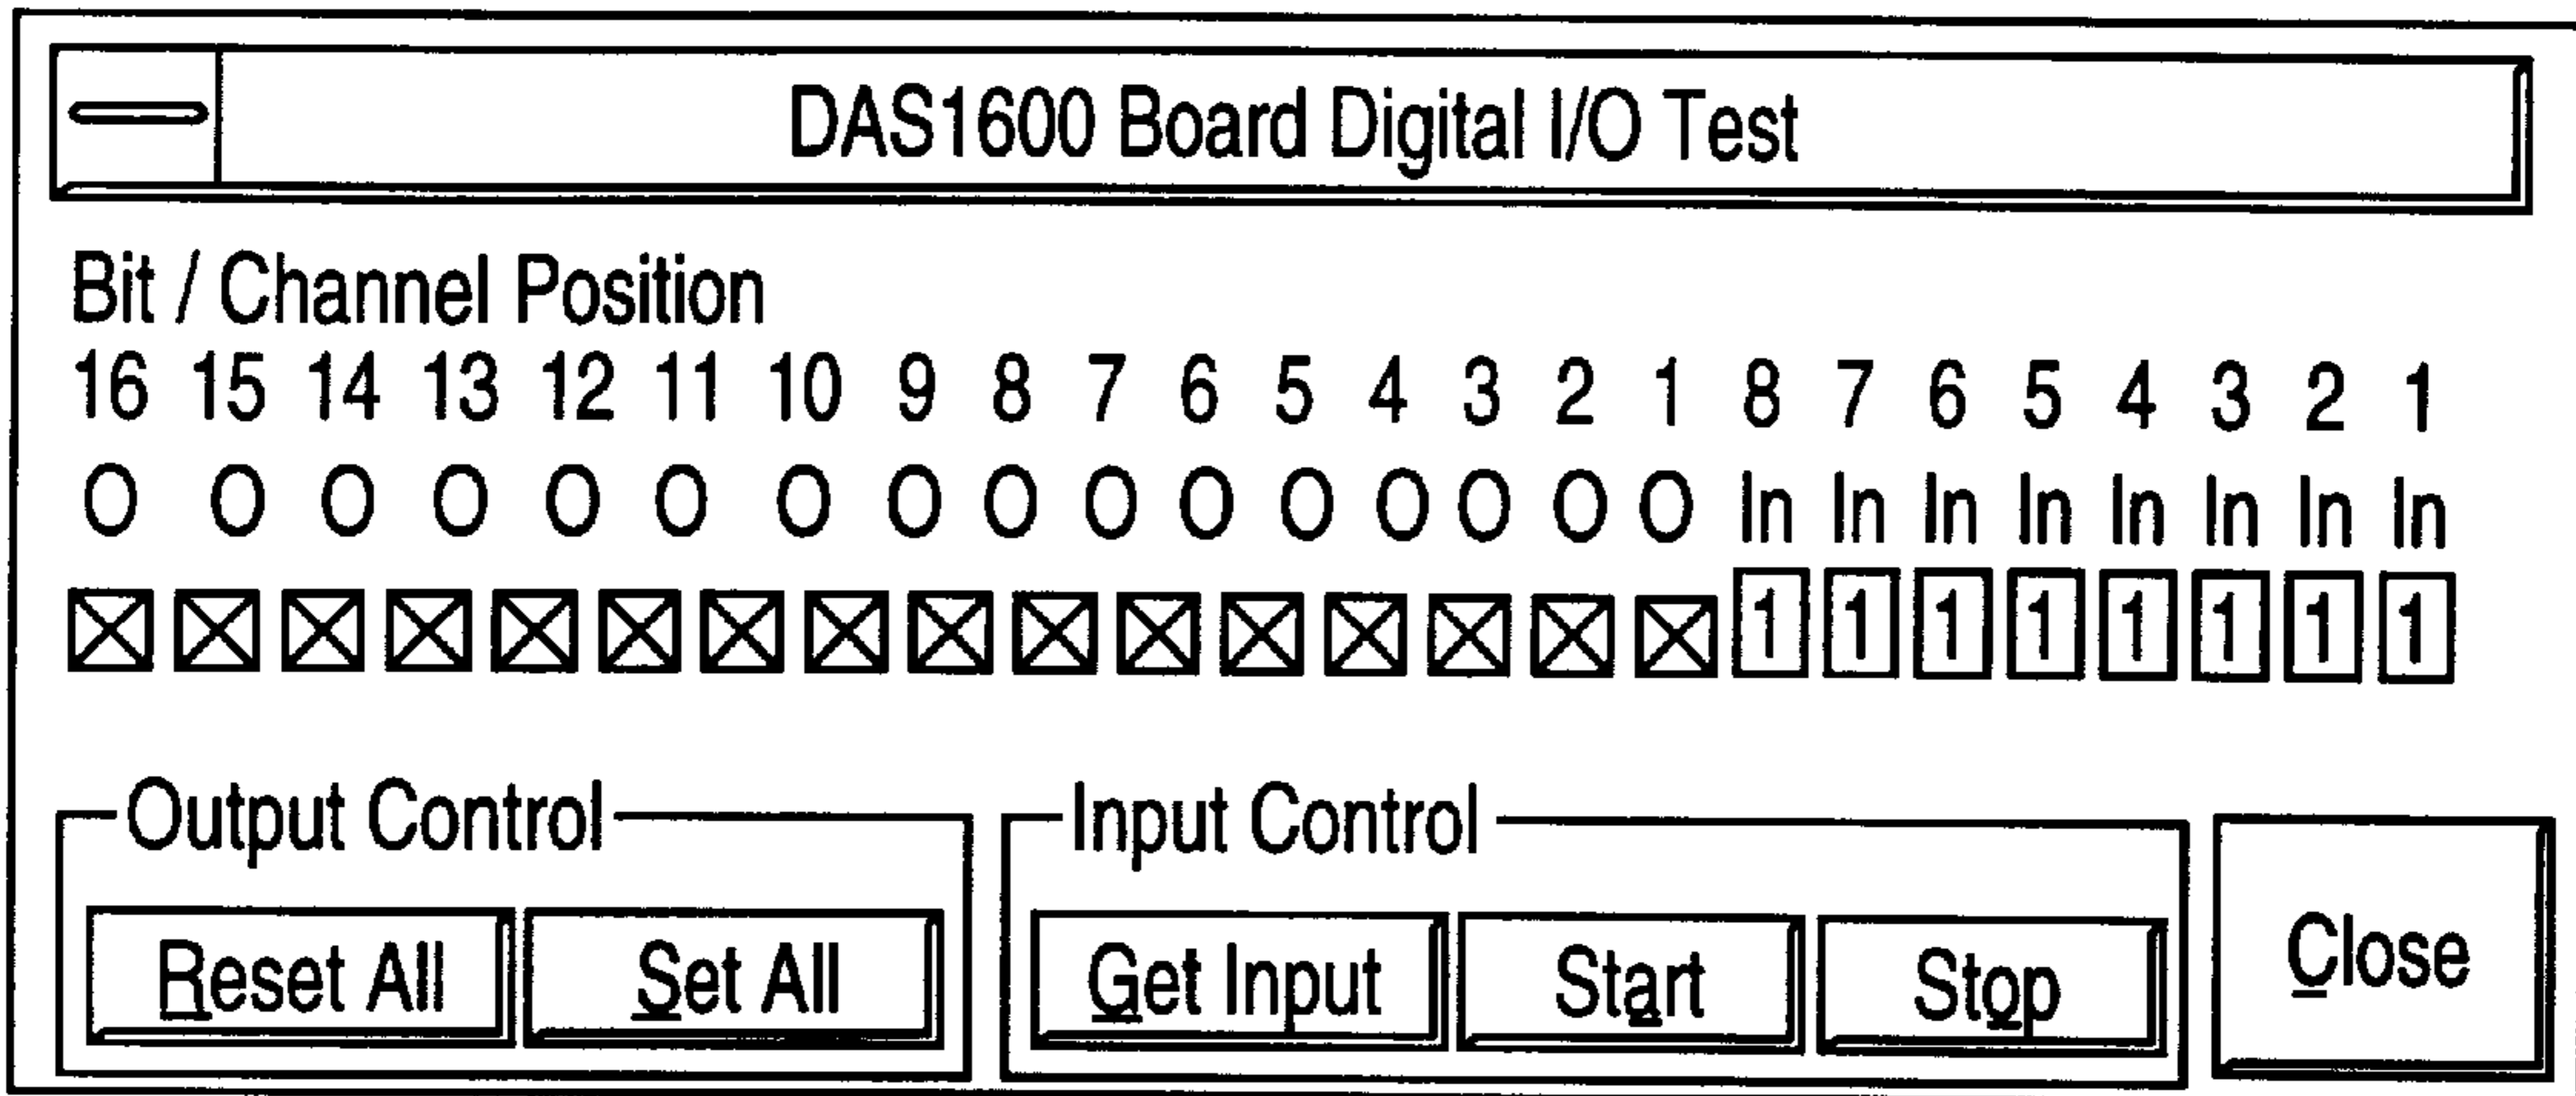 DAS1600 Board Digital I/O Test
Bit / Channel Position
16 15 14 13 12 11 10 9 8 7 6 5 4 3 2 1 8 7 6 5 4 3 2 1
O O O O O O O O O O O O O O O O In In In In In In In In
1 1 1 1 1 1 1 1
Output Control
Input Control
Reset All
Set All
Get Input
Start
Stop
Close